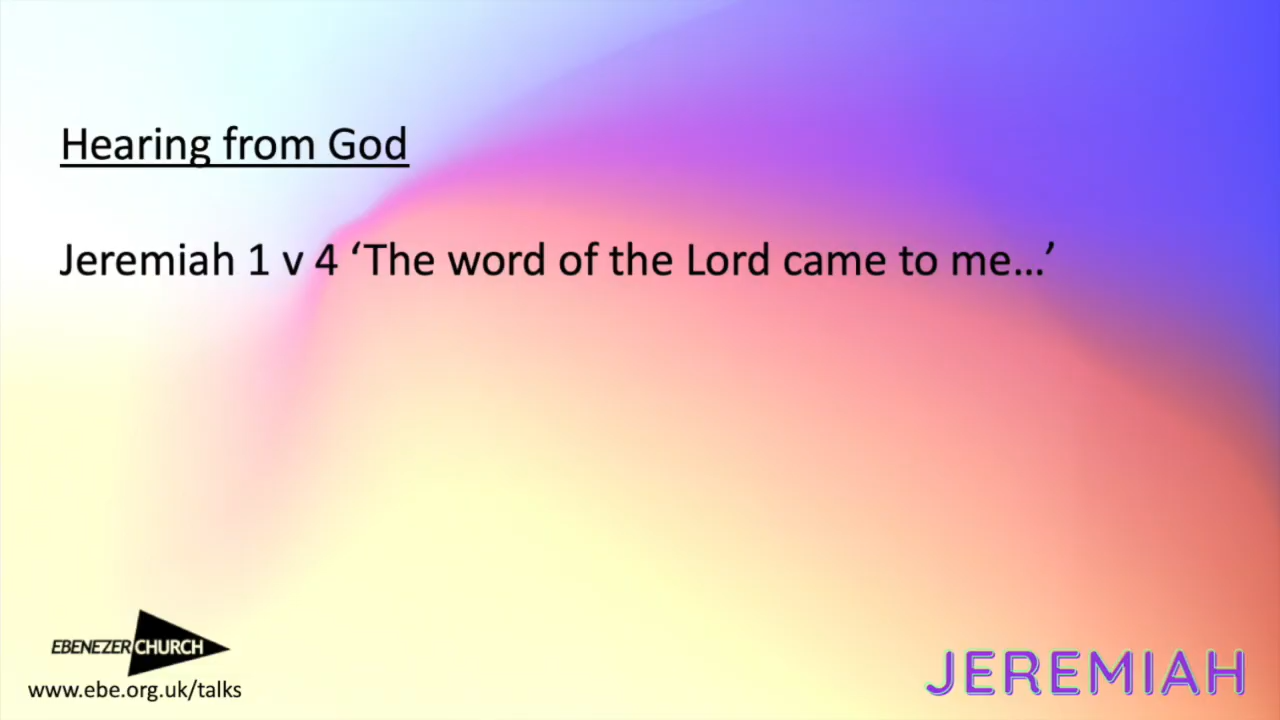 Hearing from God
Jeremiah 1 v 4 ‘The word of the Lord came to me...’
EBENEZER CHURCH
www.ebe.org.uk/talks
JEREMIAH